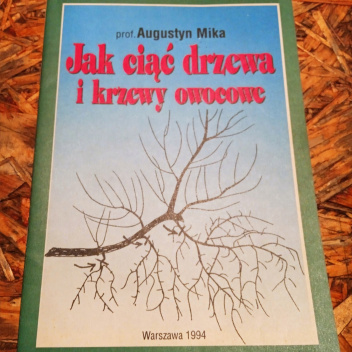 prof. Augustyn Mika
Jak ciąć drzewa
i krzewy owocowe
Warszawa 1994